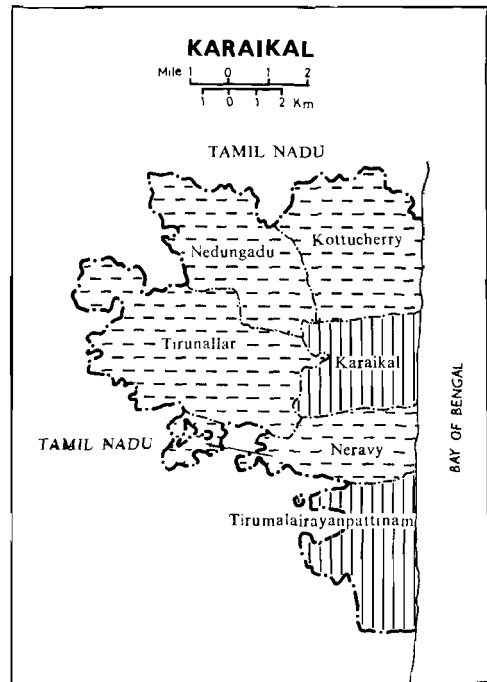 KARAIKAL
Mile 1 0 1 2
1 0 1 2 Km
TAMIL NADU
Kottucherry
Nedungadu
Tirunallar
Karaikal
BAY OF BENGAL
TAMIL NADU
Neravy
Tirumalairayanpattinam